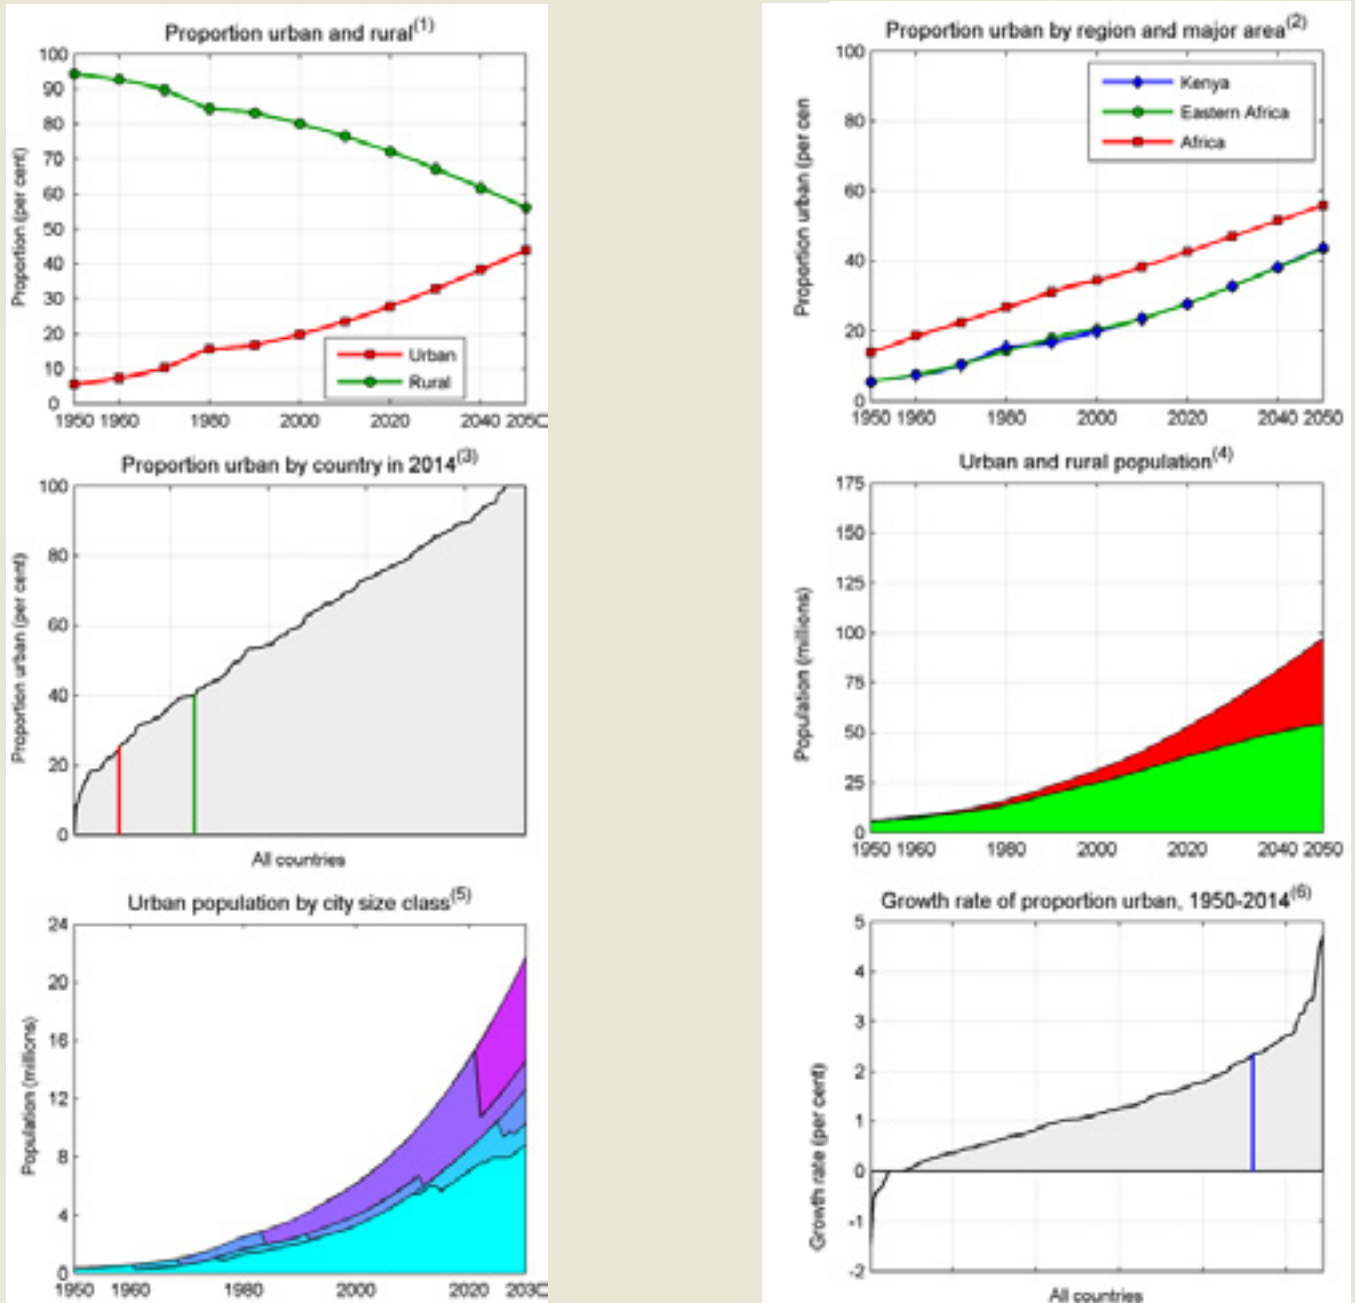 Proportion urban and rural(1)
100
90
80
70
60
50
40
30
20
10
0
Proportion (per cent)
Urban
Rural
1950 1960 1980 2000 2020 2040 2050
Proportion urban by region and major area(2)
100
80
60
40
20
0
Proportion urban (per cen
Kenya
Eastern Africa
Africa
1950 1960 1980 2000 2020 2040 2050
Proportion urban by country in 2014(3)
100
80
60
40
20
0
Proportion urban (per cent)
All countries
Urban and rural population(4)
175
150
125
100
75
50
25
0
Population (millions)
1950 1960 1980 2000 2020 2040 2050
Urban population by city size class(5)
24
20
16
12
8
4
0
Population (millions)
1950 1960 1980 2000 2020 2030
Growth rate of proportion urban, 1950-2014(6)
5
4
3
2
1
0
-1
-2
Growth rate (per cent)
All countries